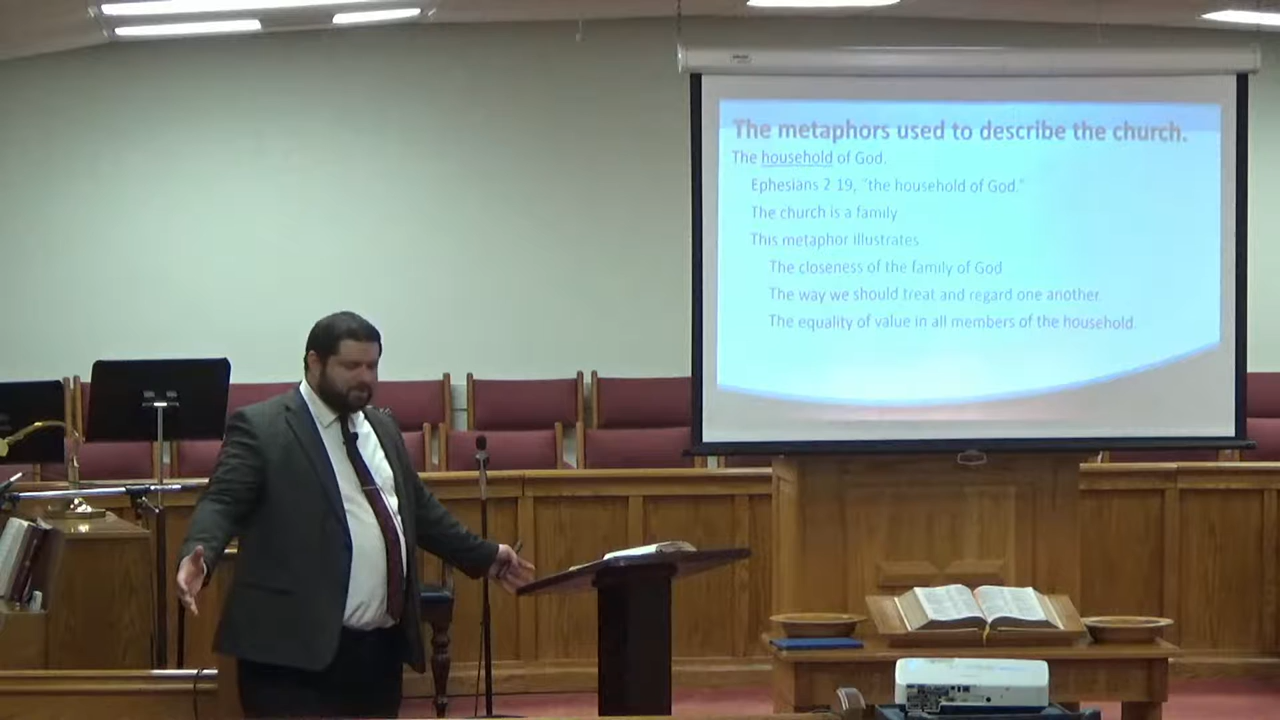 The metaphors used to describe the church.
The household of God.
Ephesians 2 19, "the household of God."
The church is a family
This metaphor illustrates
The closeness of the family of God
The way we should treat and regard one another.
The equality of value in all members of the household.